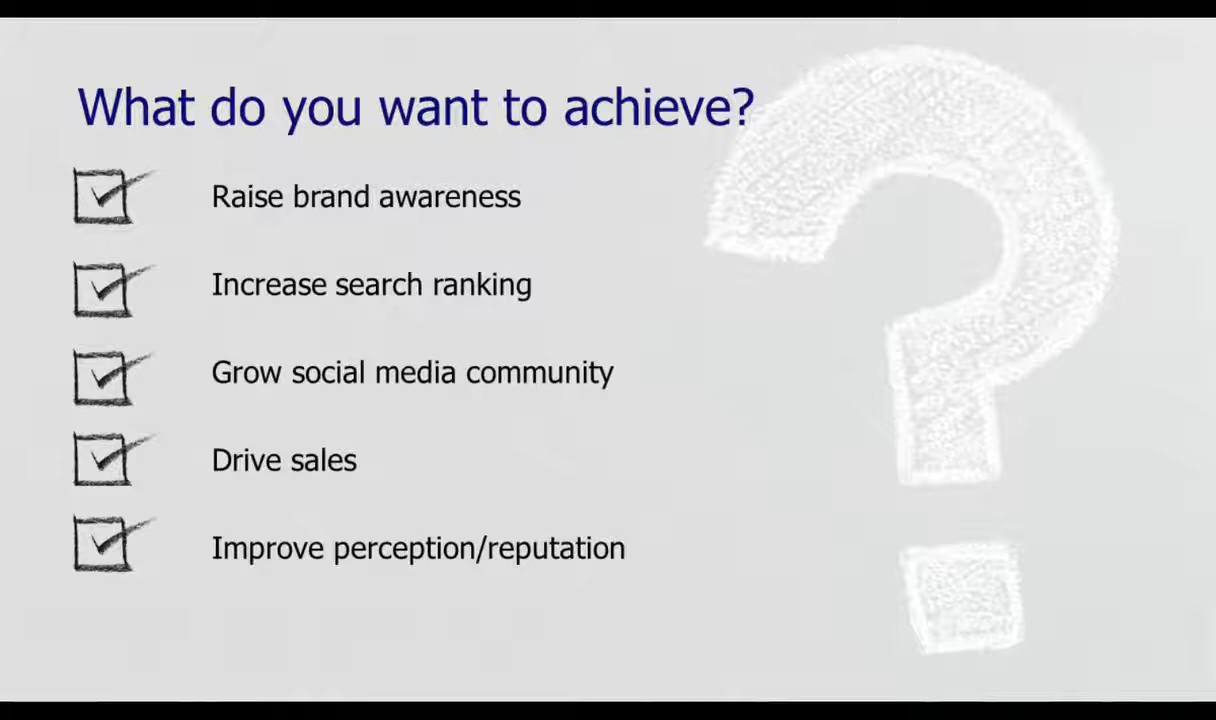 What do you want to achieve?
Raise brand awareness
Increase search ranking
Grow social media community
Drive sales
Improve perception/reputation